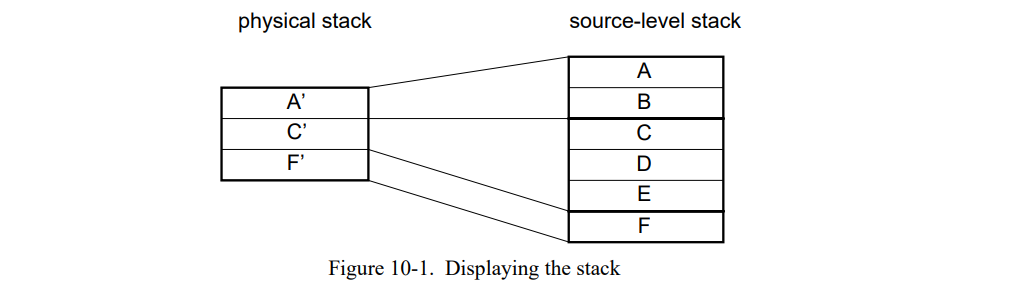 physical stack
source-level stack
A’
C’
F’
A
B
C
D
E
F
Figure 10-1. Displaying the stack